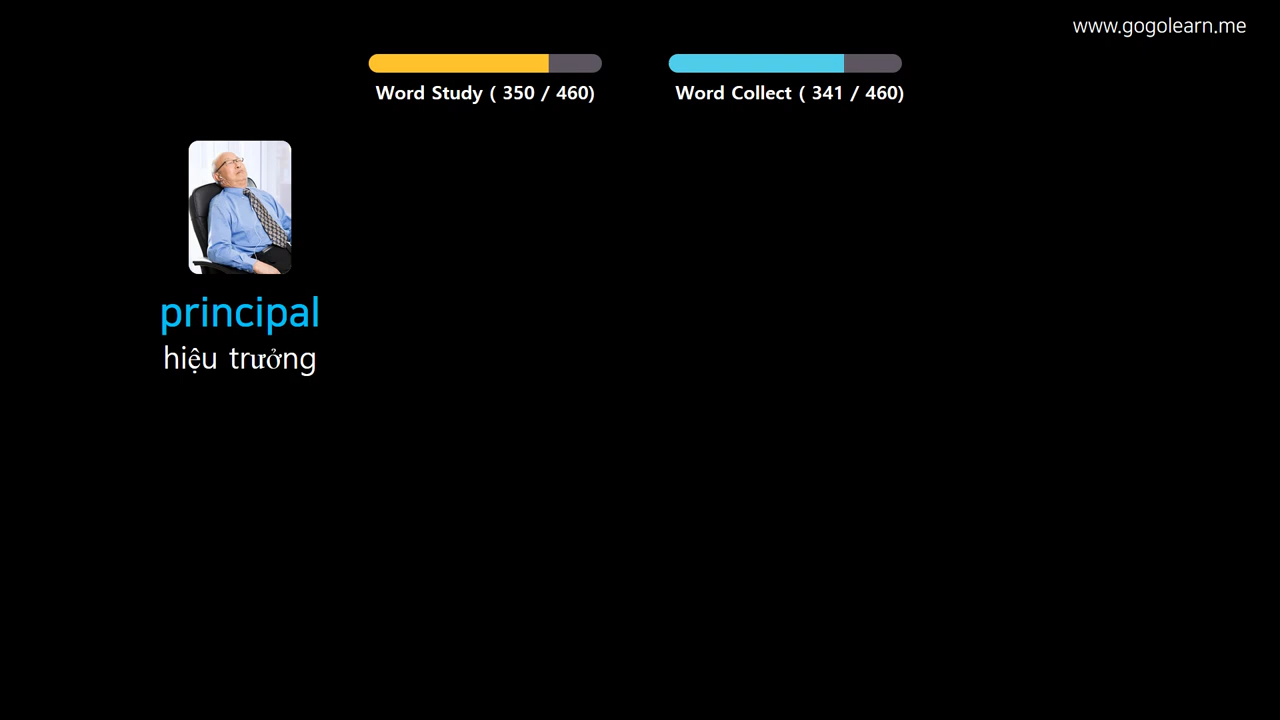 www.gogolearn.me
Word Study ( 350 / 460)
Word Collect ( 341 / 460)
principal
hiệu trưởng